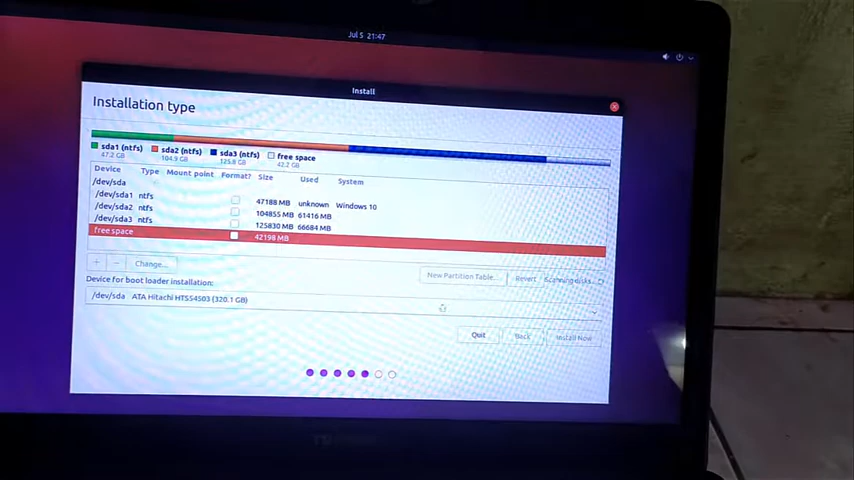 Jul 5 21:47
Install
Installation type
sda1 (ntfs) sda2 (ntfs) sda3 (ntfs) free space
47.2 GB 104.9 GB 125.8 GB 42.2 GB
Device Type Mount point Format? Size Used System
/dev/sda
/dev/sda1 ntfs 47188 MB unknown Windows 10
/dev/sda2 ntfs 104855 MB 61416 MB
/dev/sda3 ntfs 125830 MB 66684 MB
free space 42198 MB
+ - Change... New Partition Table... Revert Scanning disks...
Device for boot loader installation:
/dev/sda ATA Hitachi HTS54503 (320.1 GB)
Quit Back Install Now